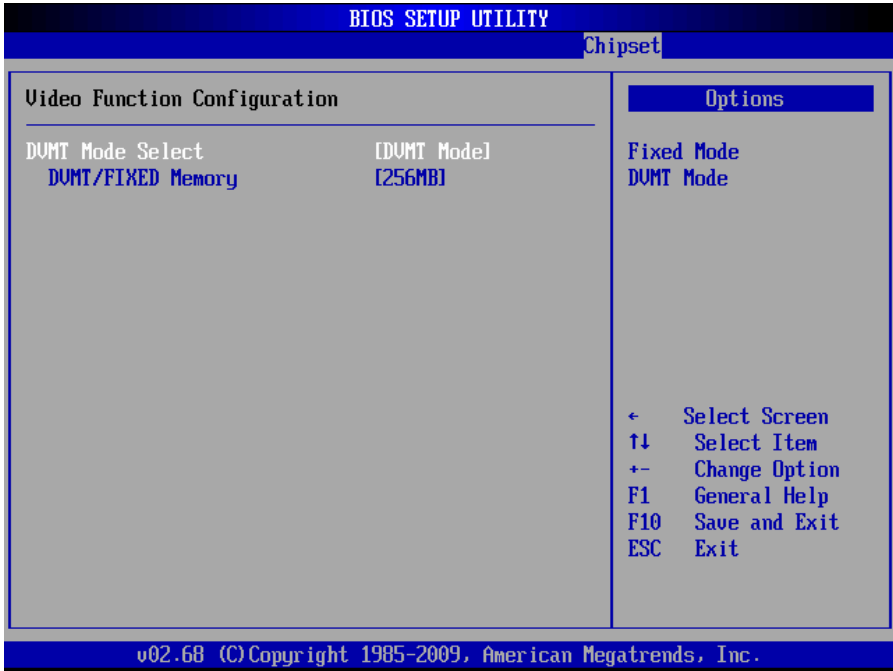 BIOS SETUP UTILITY
Chipset
Video Function Configuration
DVMT Mode Select [DVMT Mode]
DVMT/FIXED Memory [256MB]
Options
Fixed Mode
DVMT Mode
← Select Screen
↑↓ Select Item
+- Change Option
F1 General Help
F10 Save and Exit
ESC Exit
v02.68 (C)Copyright 1985-2009, American Megatrends, Inc.